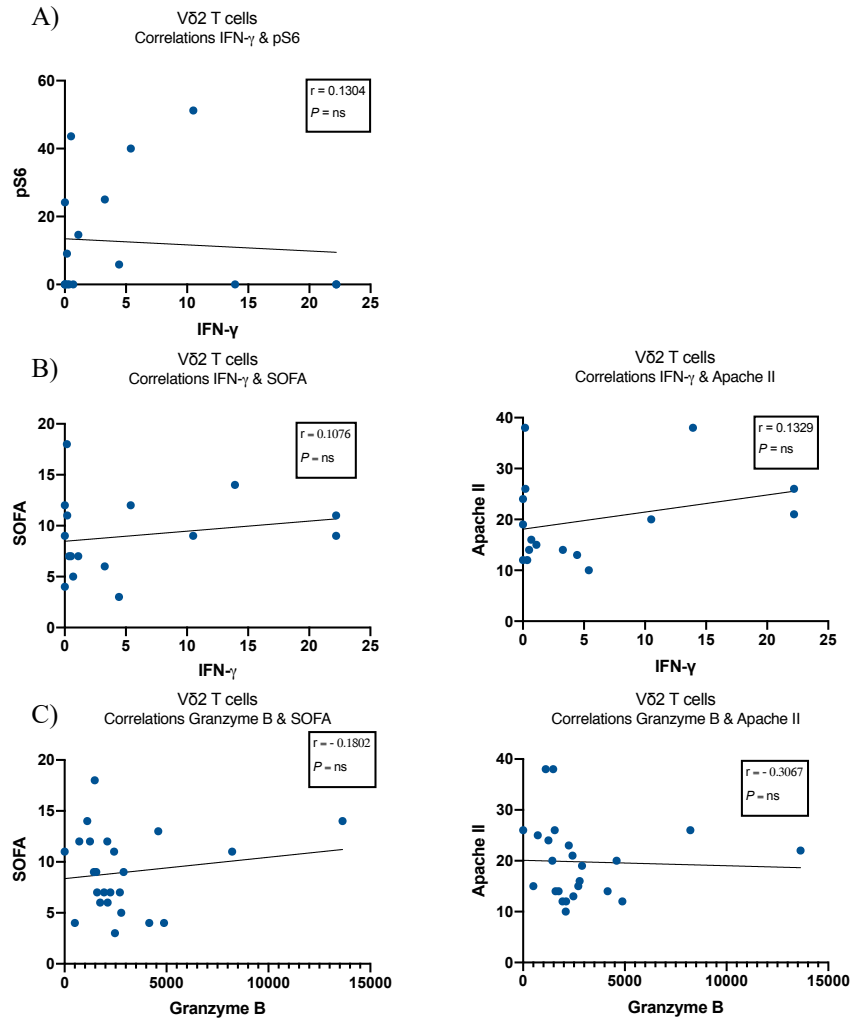 A)
Vδ2 T cells
Correlations IFN-γ & pS6
r = 0.1304
P = ns
60
40
20
0
pS6
0 5 10 15 20 25
IFN-γ
B)
Vδ2 T cells
Correlations IFN-γ & SOFA
r = 0.1076
P = ns
20
15
10
5
0
SOFA
0 5 10 15 20 25
IFN-γ
Vδ2 T cells
Correlations IFN-γ & Apache II
r = 0.1329
P = ns
40
30
20
10
0
Apache II
0 5 10 15 20 25
IFN-γ
C)
Vδ2 T cells
Correlations Granzyme B & SOFA
r = - 0.1802
P = ns
20
15
10
5
0
SOFA
0 5000 10000 15000
Granzyme B
Vδ2 T cells
Correlations Granzyme B & Apache II
r = - 0.3067
P = ns
40
30
20
10
0
Apache II
0 5000 10000 15000
Granzyme B